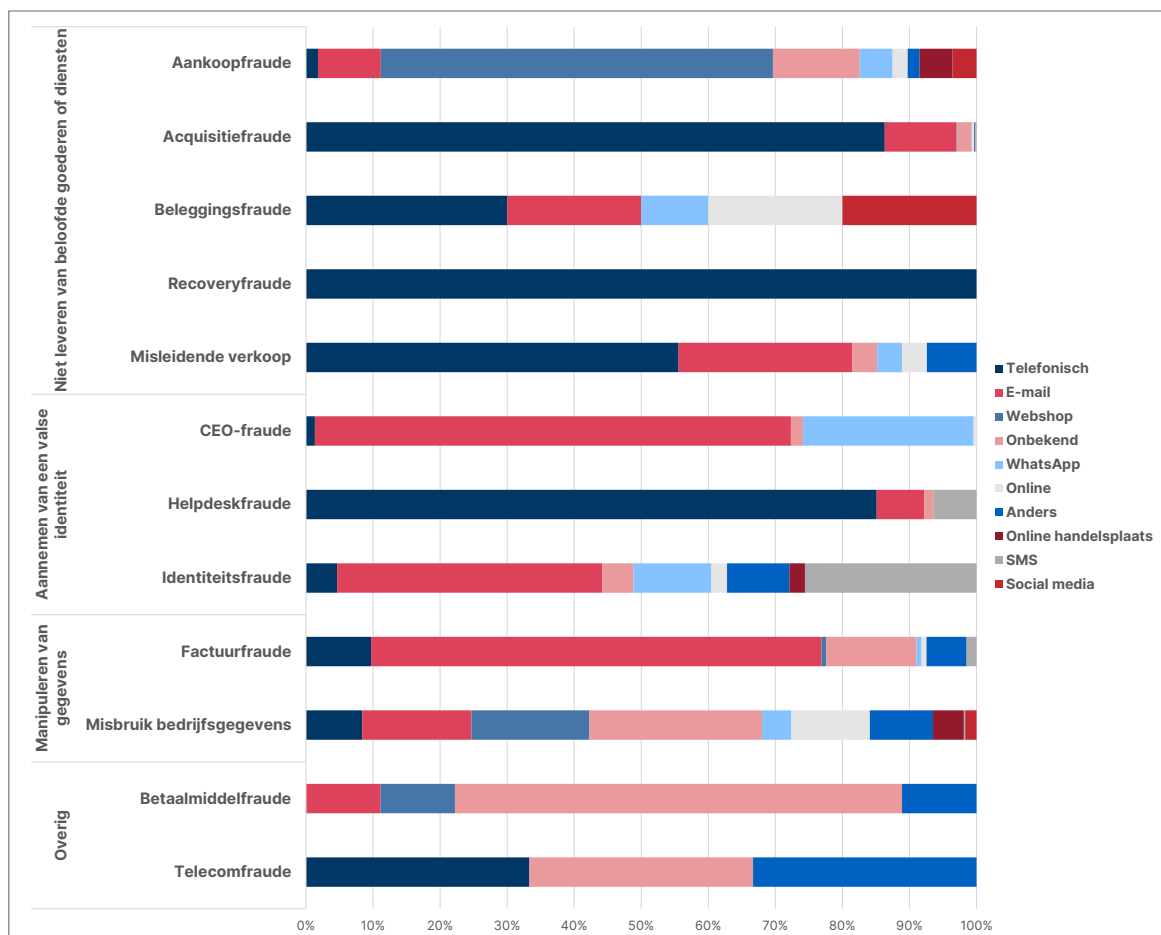 Niet leveren van beloofde goederen of diensten
Aankoopfraude
Acquisitiefraude
Beleggingsfraude
Recoveryfraude
Misleidende verkoop
Aannemen van een valse
identiteit
CEO-fraude
Helpdeskfraude
Identiteitsfraude
Manipuleren van
gegevens
Factuurfraude
Misbruik bedrijfsgegevens
Overig
Betaalmiddelfraude
Telecomfraude
0% 10% 20% 30% 40% 50% 60% 70% 80% 90% 100%
Telefonisch
E-mail
Webshop
Onbekend
WhatsApp
Online
Anders
Online handelsplaats
SMS
Social media